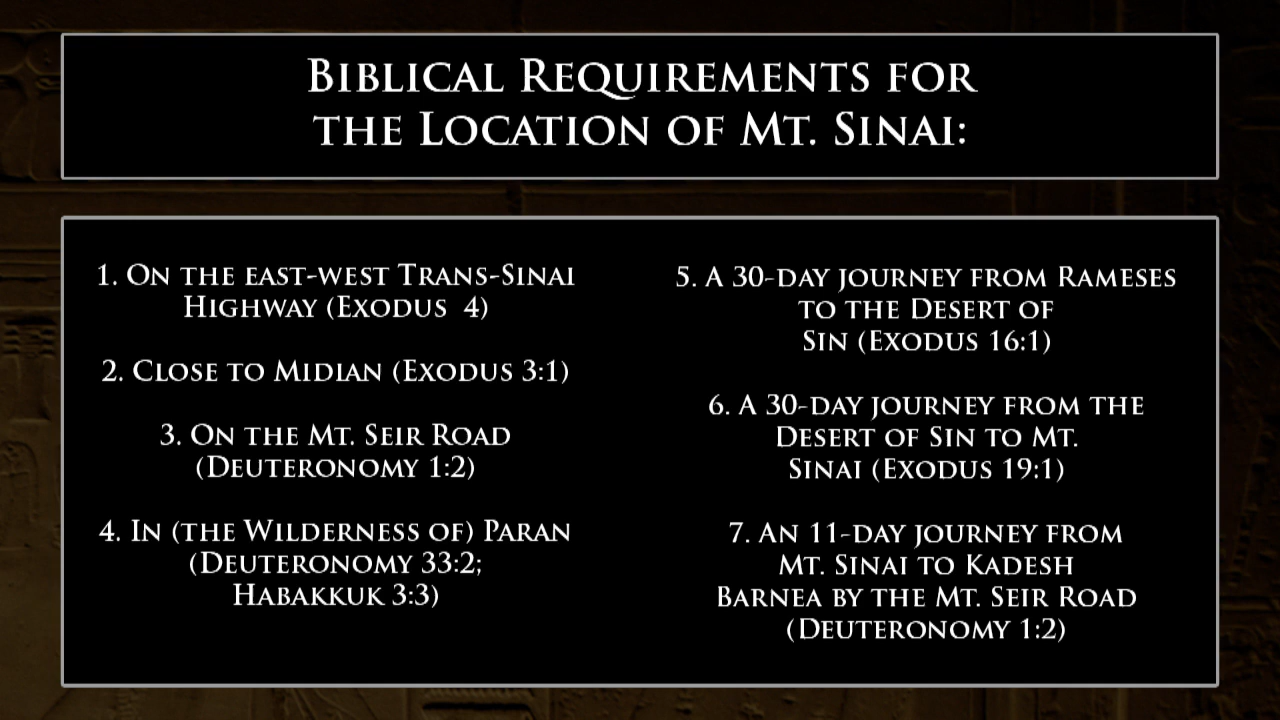 Biblical Requirements for
the Location of Mt. Sinai:
1. On the east-west Trans-Sinai
Highway (Exodus 4)
2. Close to Midian (Exodus 3:1)
3. On the Mt. Seir Road
(Deuteronomy 1:2)
4. In (the Wilderness of) Paran
(Deuteronomy 33:2;
Habakkuk 3:3)
5. A 30-day journey from Rameses
to the Desert of
Sin (Exodus 16:1)
6. A 30-day journey from the
Desert of Sin to Mt.
Sinai (Exodus 19:1)
7. An 11-day journey from
Mt. Sinai to Kadesh
Barnea by the Mt. Seir Road
(Deuteronomy 1:2)